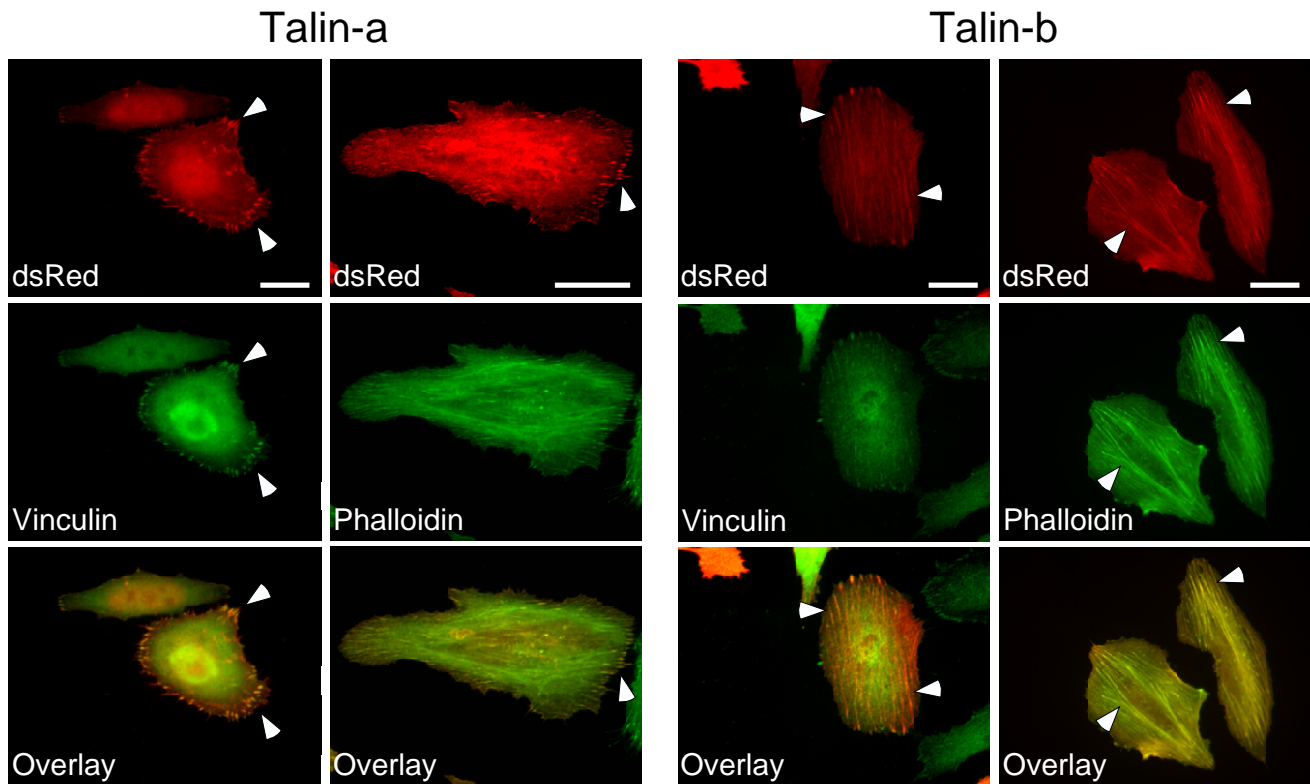 Talin-a
Talin-b
dsRed
dsRed
dsRed
dsRed
Vinculin
Phalloidin
Vinculin
Phalloidin
Overlay
Overlay
Overlay
Overlay